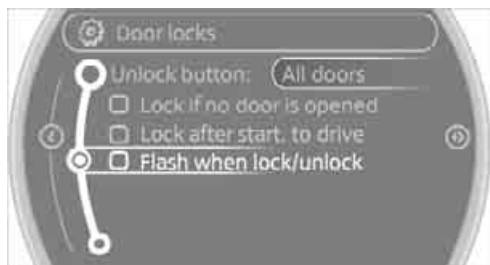 Door locks
Unlock button: All doors
Lock if no door is opened
Lock after start. to drive
Flash when lock/unlock